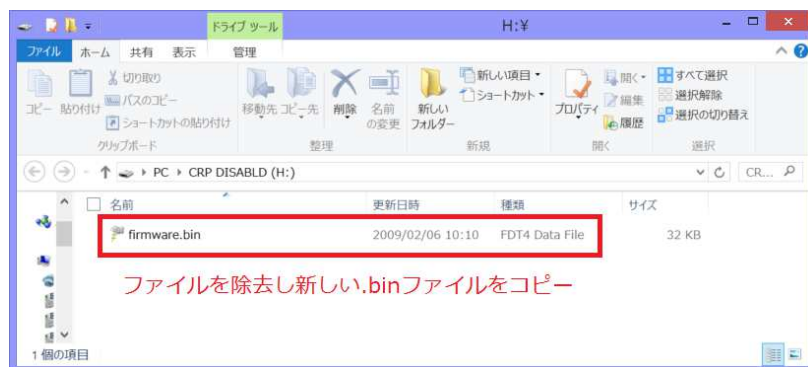 ドライブ ツール
H:¥
ファイル ホーム 共有 表示 管理
コピー 貼り付け 切り取り パスのコピー ショートカットの貼り付け
移動先 コピー先 削除 名前の変更 新しいフォルダー
新しい項目 ショートカット
プロパティ 開く 編集 履歴
すべて選択 選択解除 選択の切り替え
クリップボード 整理 新規 開く 選択
PC CRP DISABLD (H:) CR...
名前 更新日時 種類 サイズ
firmware.bin 2009/02/06 10:10 FDT4 Data File 32 KB
ファイルを除去し新しい.binファイルをコピー
1 個の項目